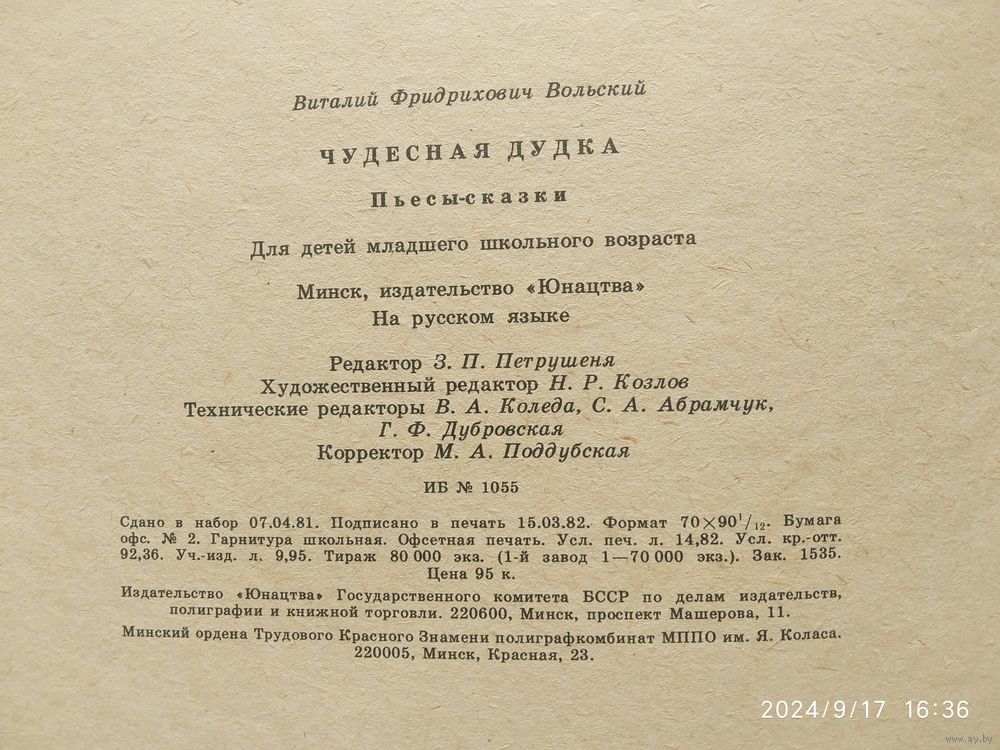 Виталий Фридрихович Вольский
ЧУДЕСНАЯ ДУДКА
Пьесы-сказки
Для детей младшего школьного возраста
Минск, издательство «Юнацтва»
На русском языке
Редактор З. П. Петрушеня
Художественный редактор Н. Р. Козлов
Технические редакторы В. А. Коледа, С. А. Абрамчук,
Г. Ф. Дубровская
Корректор М. А. Поддубская
ИБ № 1055
Сдано в набор 07.04.81. Подписано в печать 15.03.82. Формат 70×90¹/₁₂. Бумага
офс. № 2. Гарнитура школьная. Офсетная печать. Усл. печ. л. 14,82. Усл. кр.-отт.
92,36. Уч.-изд. л. 9,95. Тираж 80 000 экз. (1-й завод 1—70 000 экз.). Зак. 1535.
Цена 95 к.
Издательство «Юнацтва» Государственного комитета БССР по делам издательств,
полиграфии и книжной торговли. 220600, Минск, проспект Машерова, 11.
Минский ордена Трудового Красного Знамени полиграфкомбинат МППО им. Я. Коласа.
220005, Минск, Красная, 23.
2024/9/17 16:36
www.ay.by